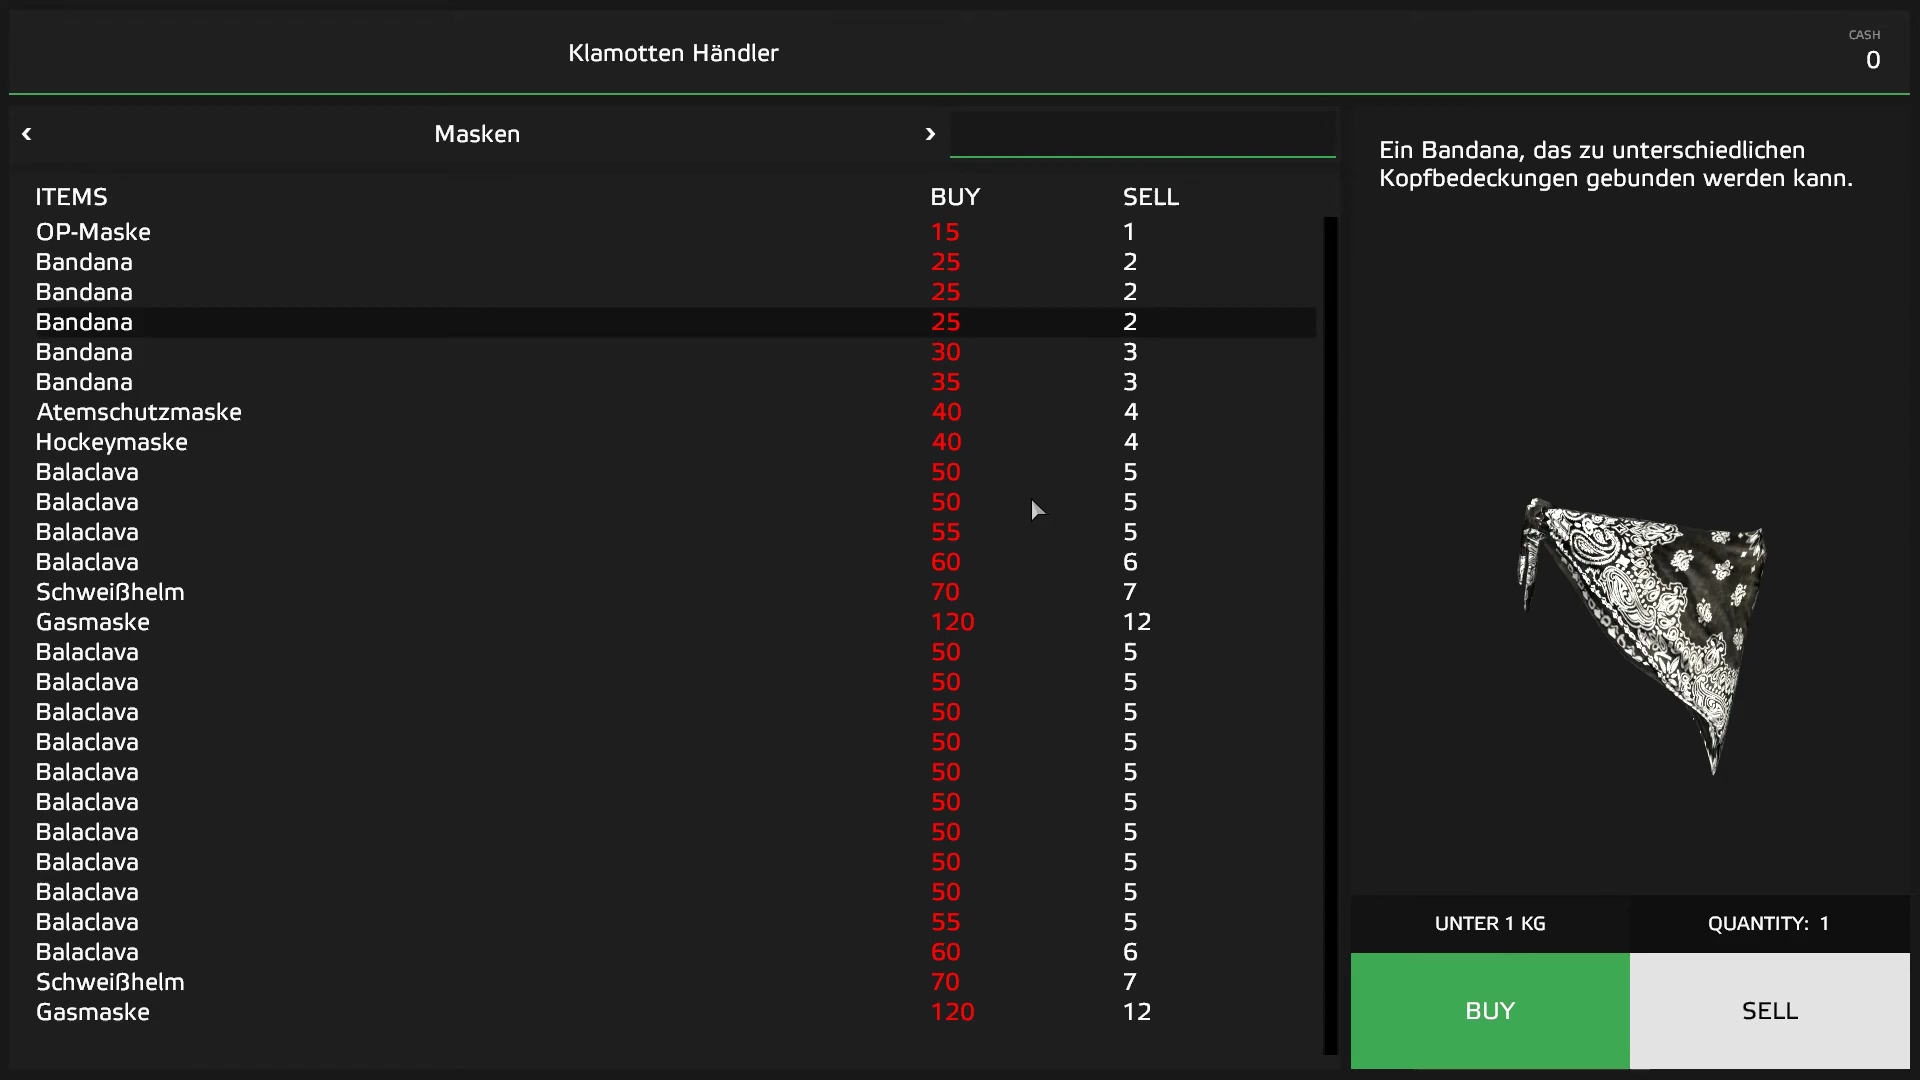 Klamotten Händler
CASH
0
‹ Masken ›
ITEMS BUY SELL
OP-Maske 15 1
Bandana 25 2
Bandana 25 2
Bandana 25 2
Bandana 30 3
Bandana 35 3
Atemschutzmaske 40 4
Hockeymaske 40 4
Balaclava 50 5
Balaclava 50 5
Balaclava 55 5
Balaclava 60 6
Schweißhelm 70 7
Gasmaske 120 12
Balaclava 50 5
Balaclava 50 5
Balaclava 50 5
Balaclava 50 5
Balaclava 50 5
Balaclava 50 5
Balaclava 50 5
Balaclava 50 5
Balaclava 50 5
Balaclava 55 5
Balaclava 60 6
Schweißhelm 70 7
Gasmaske 120 12
Ein Bandana, das zu unterschiedlichen
Kopfbedeckungen gebunden werden kann.
UNTER 1 KG QUANTITY: 1
BUY SELL